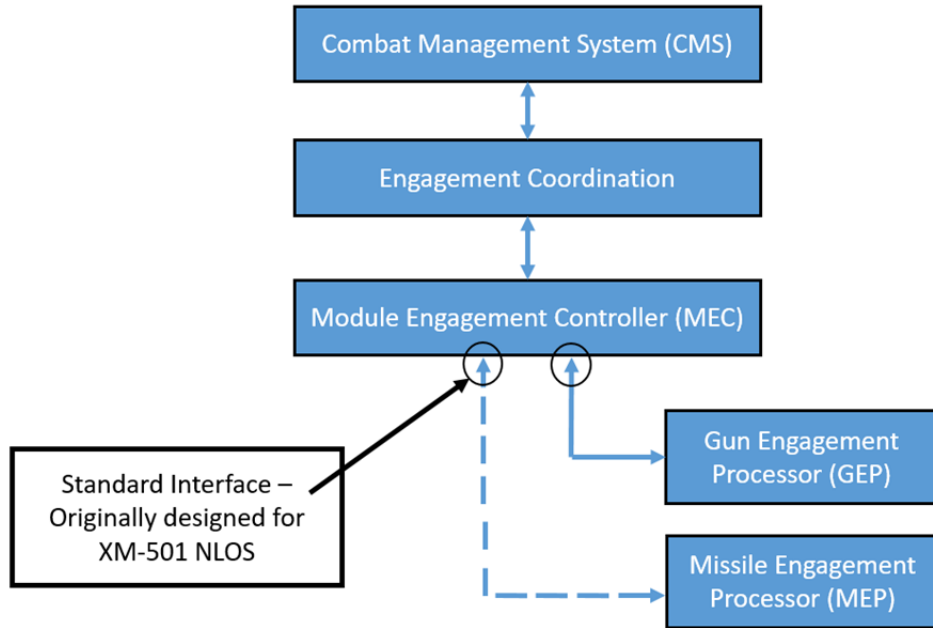 Combat Management System (CMS)
Engagement Coordination
Module Engagement Controller (MEC)
Gun Engagement
Processor (GEP)
Standard Interface –
Originally designed for
XM-501 NLOS
Missile Engagement
Processor (MEP)